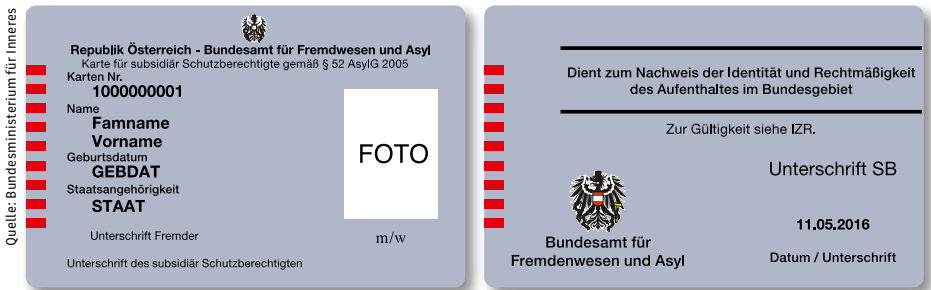 Quelle: Bundesministerium für Inneres
Republik Österreich - Bundesamt für Fremdwesen und Asyl
Karte für subsidiär Schutzberechtigte gemäß § 52 AsylG 2005
Karten Nr.
1000000001
Name
Famname
Vorname
Geburtsdatum
GEBDAT
Staatsangehörigkeit
STAAT
FOTO
Unterschrift Fremder
m/w
Unterschrift des subsidiär Schutzberechtigten
Dient zum Nachweis der Identität und Rechtmäßigkeit
des Aufenthaltes im Bundesgebiet
Zur Gültigkeit siehe IZR.
Unterschrift SB
11.05.2016
Bundesamt für
Fremdenwesen und Asyl
Datum / Unterschrift